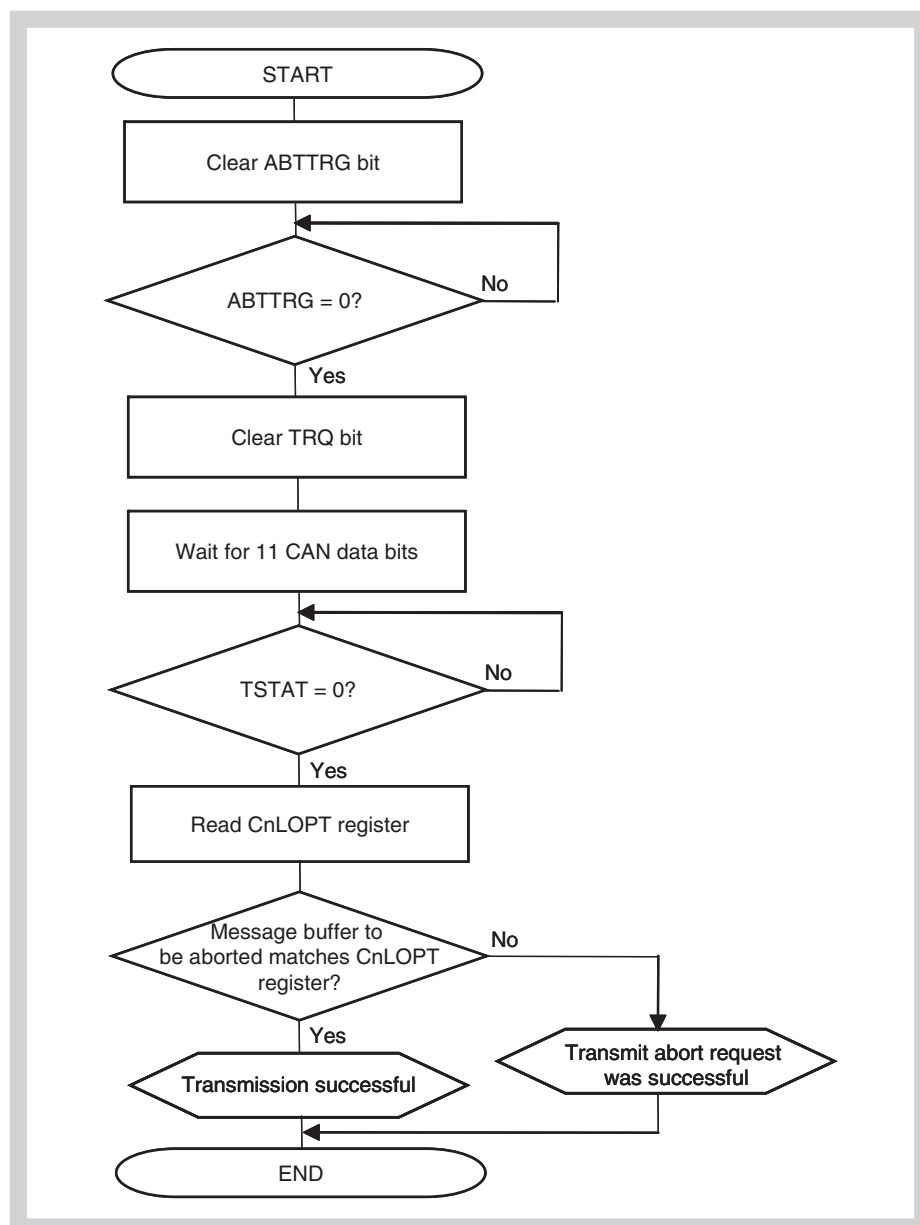 START
Clear ABTTRG bit
ABTTRG = 0?
No
Yes
Clear TRQ bit
Wait for 11 CAN data bits
TSTAT = 0?
No
Yes
Read CnLOPT register
Message buffer to
be aborted matches CnLOPT
register?
No
Yes
Transmission successful
Transmit abort request
was successful
END